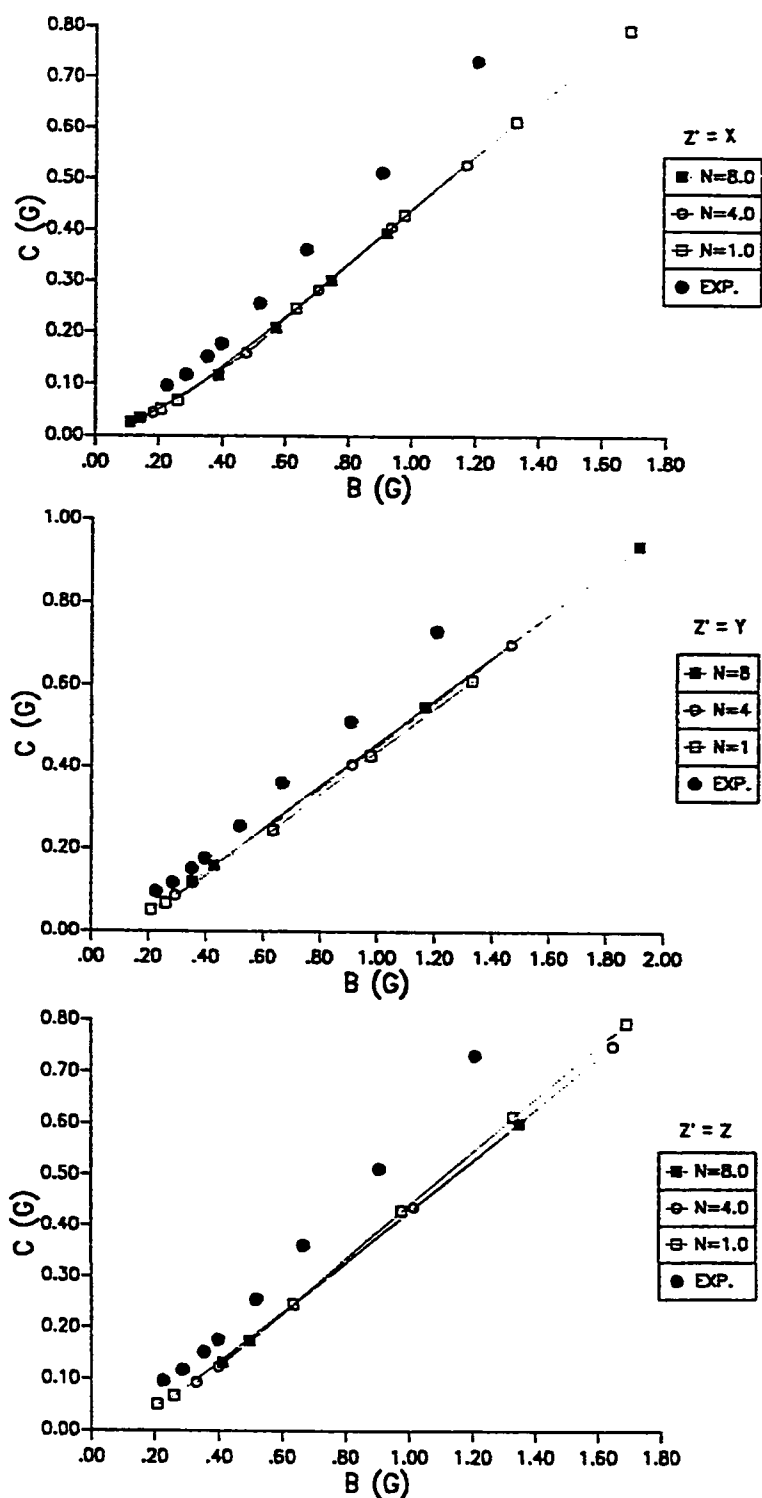 0.80
0.70
0.60
0.50
0.40
0.30
0.20
0.10
0.00
C (G)
.00 .20 .40 .60 .80 1.00 1.20 1.40 1.60 1.80
B (G)
Z' = X
N=8.0
N=4.0
N=1.0
EXP.
1.00
0.80
0.60
0.40
0.20
0.00
C (G)
.00 .20 .40 .60 .80 1.00 1.20 1.40 1.60 1.80 2.00
B (G)
Z' = Y
N=8
N=4
N=1
EXP.
0.80
0.70
0.60
0.50
0.40
0.30
0.20
0.10
0.00
C (G)
.00 .20 .40 .60 .80 1.00 1.20 1.40 1.60 1.80
B (G)
Z' = Z
N=8.0
N=4.0
N=1.0
EXP.